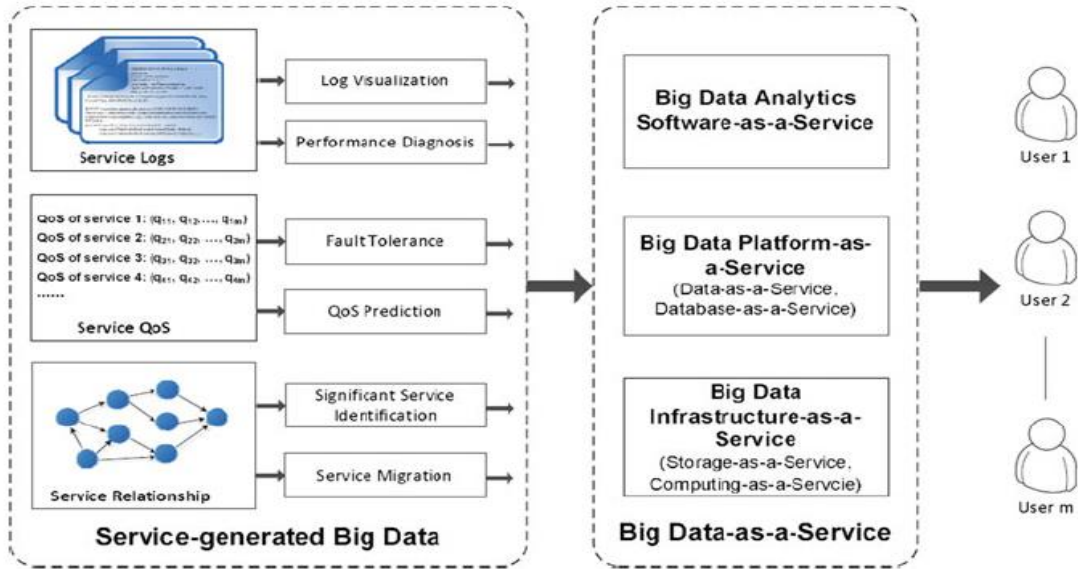 Service Logs
Log Visualization
Performance Diagnosis
QoS of service 1: (q11, q12,…, q1m)
QoS of service 2: (q21, q22, …, q2m)
QoS of service 3: (q31, q32, …, q3m)
QoS of service 4: (q41, q42, …, q4m)
......
Service QoS
Fault Tolerance
QoS Prediction
Service Relationship
Significant Service
Identification
Service Migration
Service-generated Big Data
Big Data Analytics
Software-as-a-Service
Big Data Platform-as-
a-Service
(Data-as-a-Service,
Database-as-a-Service)
Big Data
Infrastructure-as-a-
Service
(Storage-as-a-Service,
Computing-as-a-Servcie)
Big Data-as-a-Service
User 1
User 2
User m